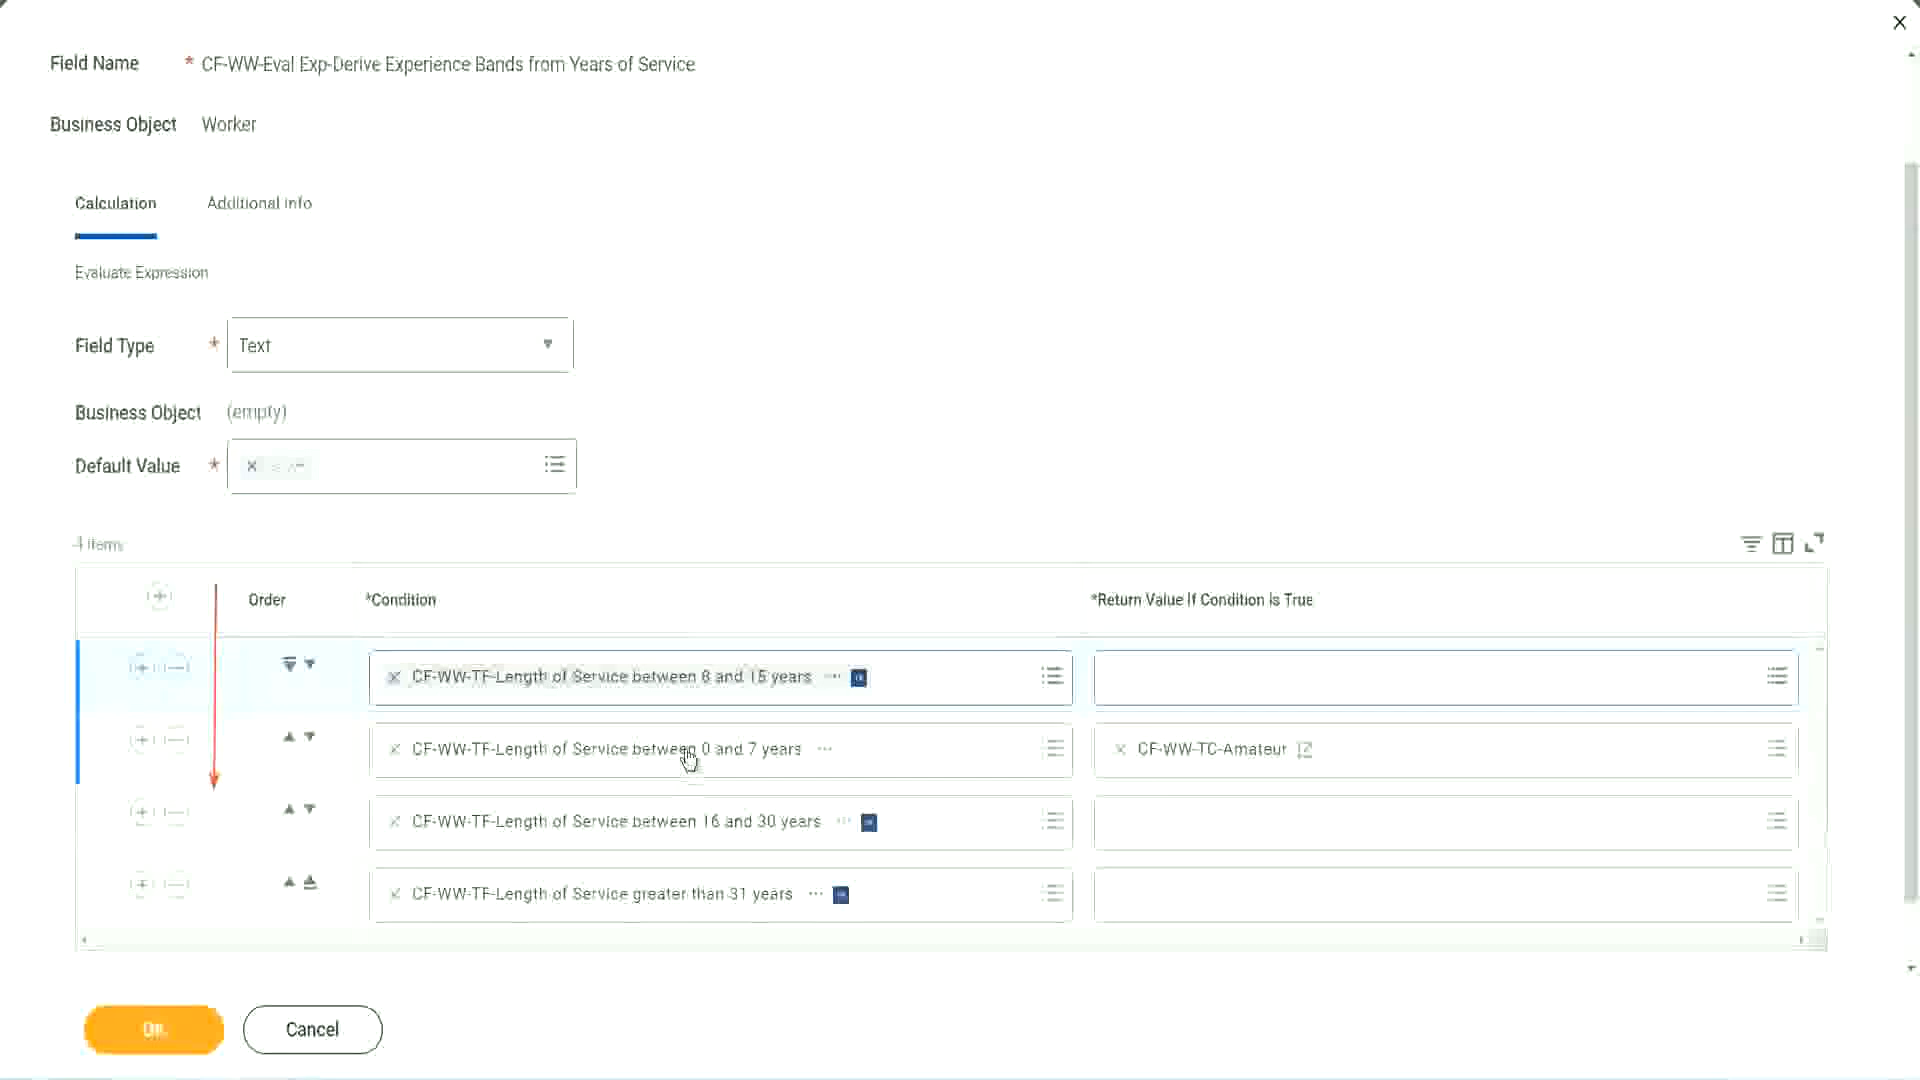 Field Name * CF-WW-Eval Exp-Derive Experience Bands from Years of Service
Business Object Worker
Calculation Additional Info
Evaluate Expression
Field Type * Text
Business Object (empty)
Default Value *
4 items
Order *Condition *Return Value If Condition is True
CF-WW-TF-Length of Service between 8 and 15 years
CF-WW-TF-Length of Service between 0 and 7 years CF-WW-TC-Amateur
CF-WW-TF-Length of Service between 16 and 30 years
CF-WW-TF-Length of Service greater than 31 years
OK Cancel